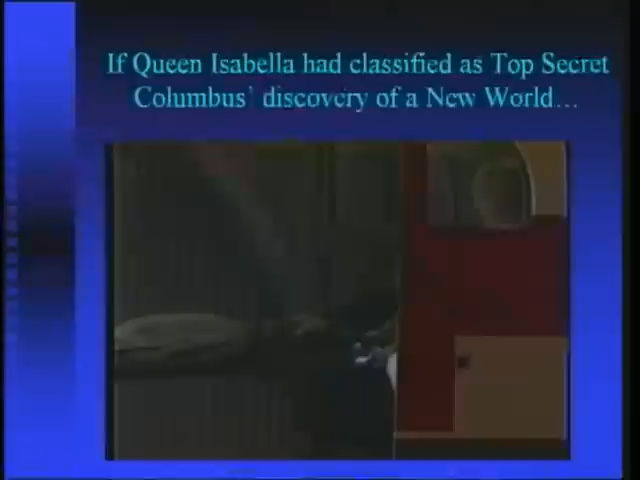 If Queen Isabella had classified as Top Secret
Columbus' discovery of a New World...